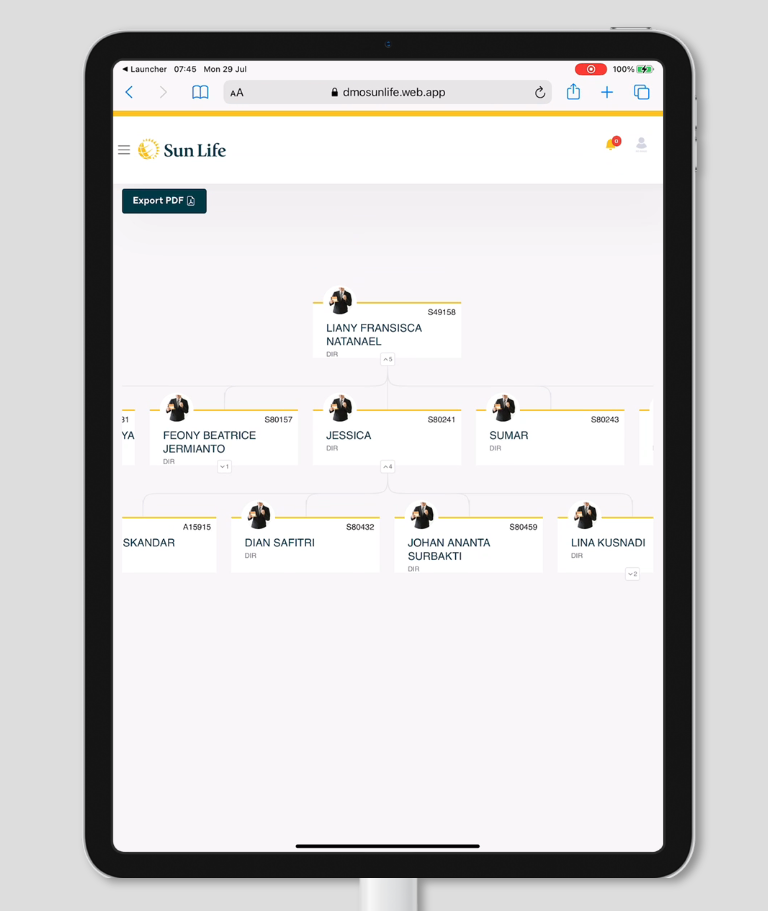 ◀ Launcher 07:45 Mon 29 Jul 100%
AA dmosunlife.web.app
Sun Life
0
Export PDF
S49158
LIANY FRANSISCA
NATANAEL
DIR
5
31 S80157 S80241 S80243
YA FEONY BEATRICE JESSICA SUMAR
JERMIANTO DIR DIR
DIR
1 4
A15915 S80432 S80459
SKANDAR DIAN SAFITRI JOHAN ANANTA LINA KUSNADI
DIR SURBAKTI DIR
DIR
2